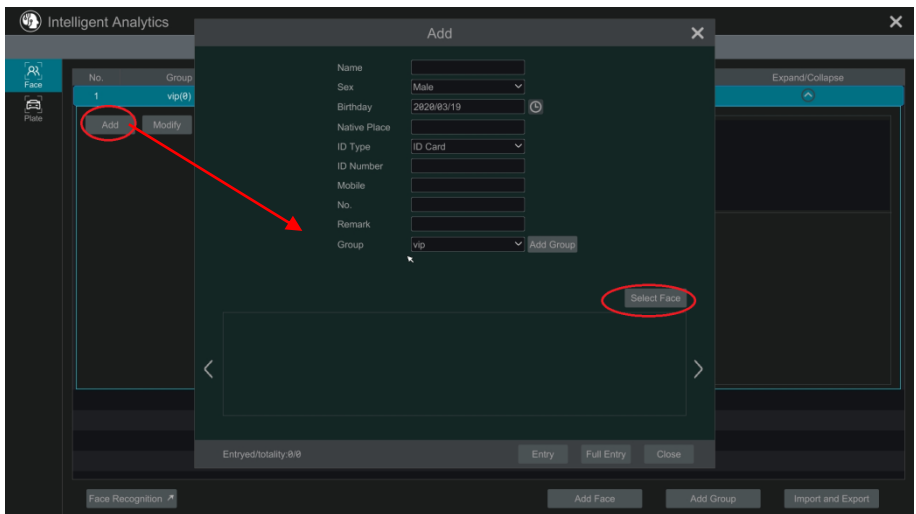 Intelligent Analytics
Add
Face
Plate
No. Group Expand/Collapse
1 vip(0)
Add Modify
Name
Sex Male
Birthday 2020/03/19
Native Place
ID Type ID Card
ID Number
Mobile
No.
Remark
Group vip Add Group
Select Face
Entryed/totality:0/0 Entry Full Entry Close
Face Recognition Add Face Add Group Import and Export